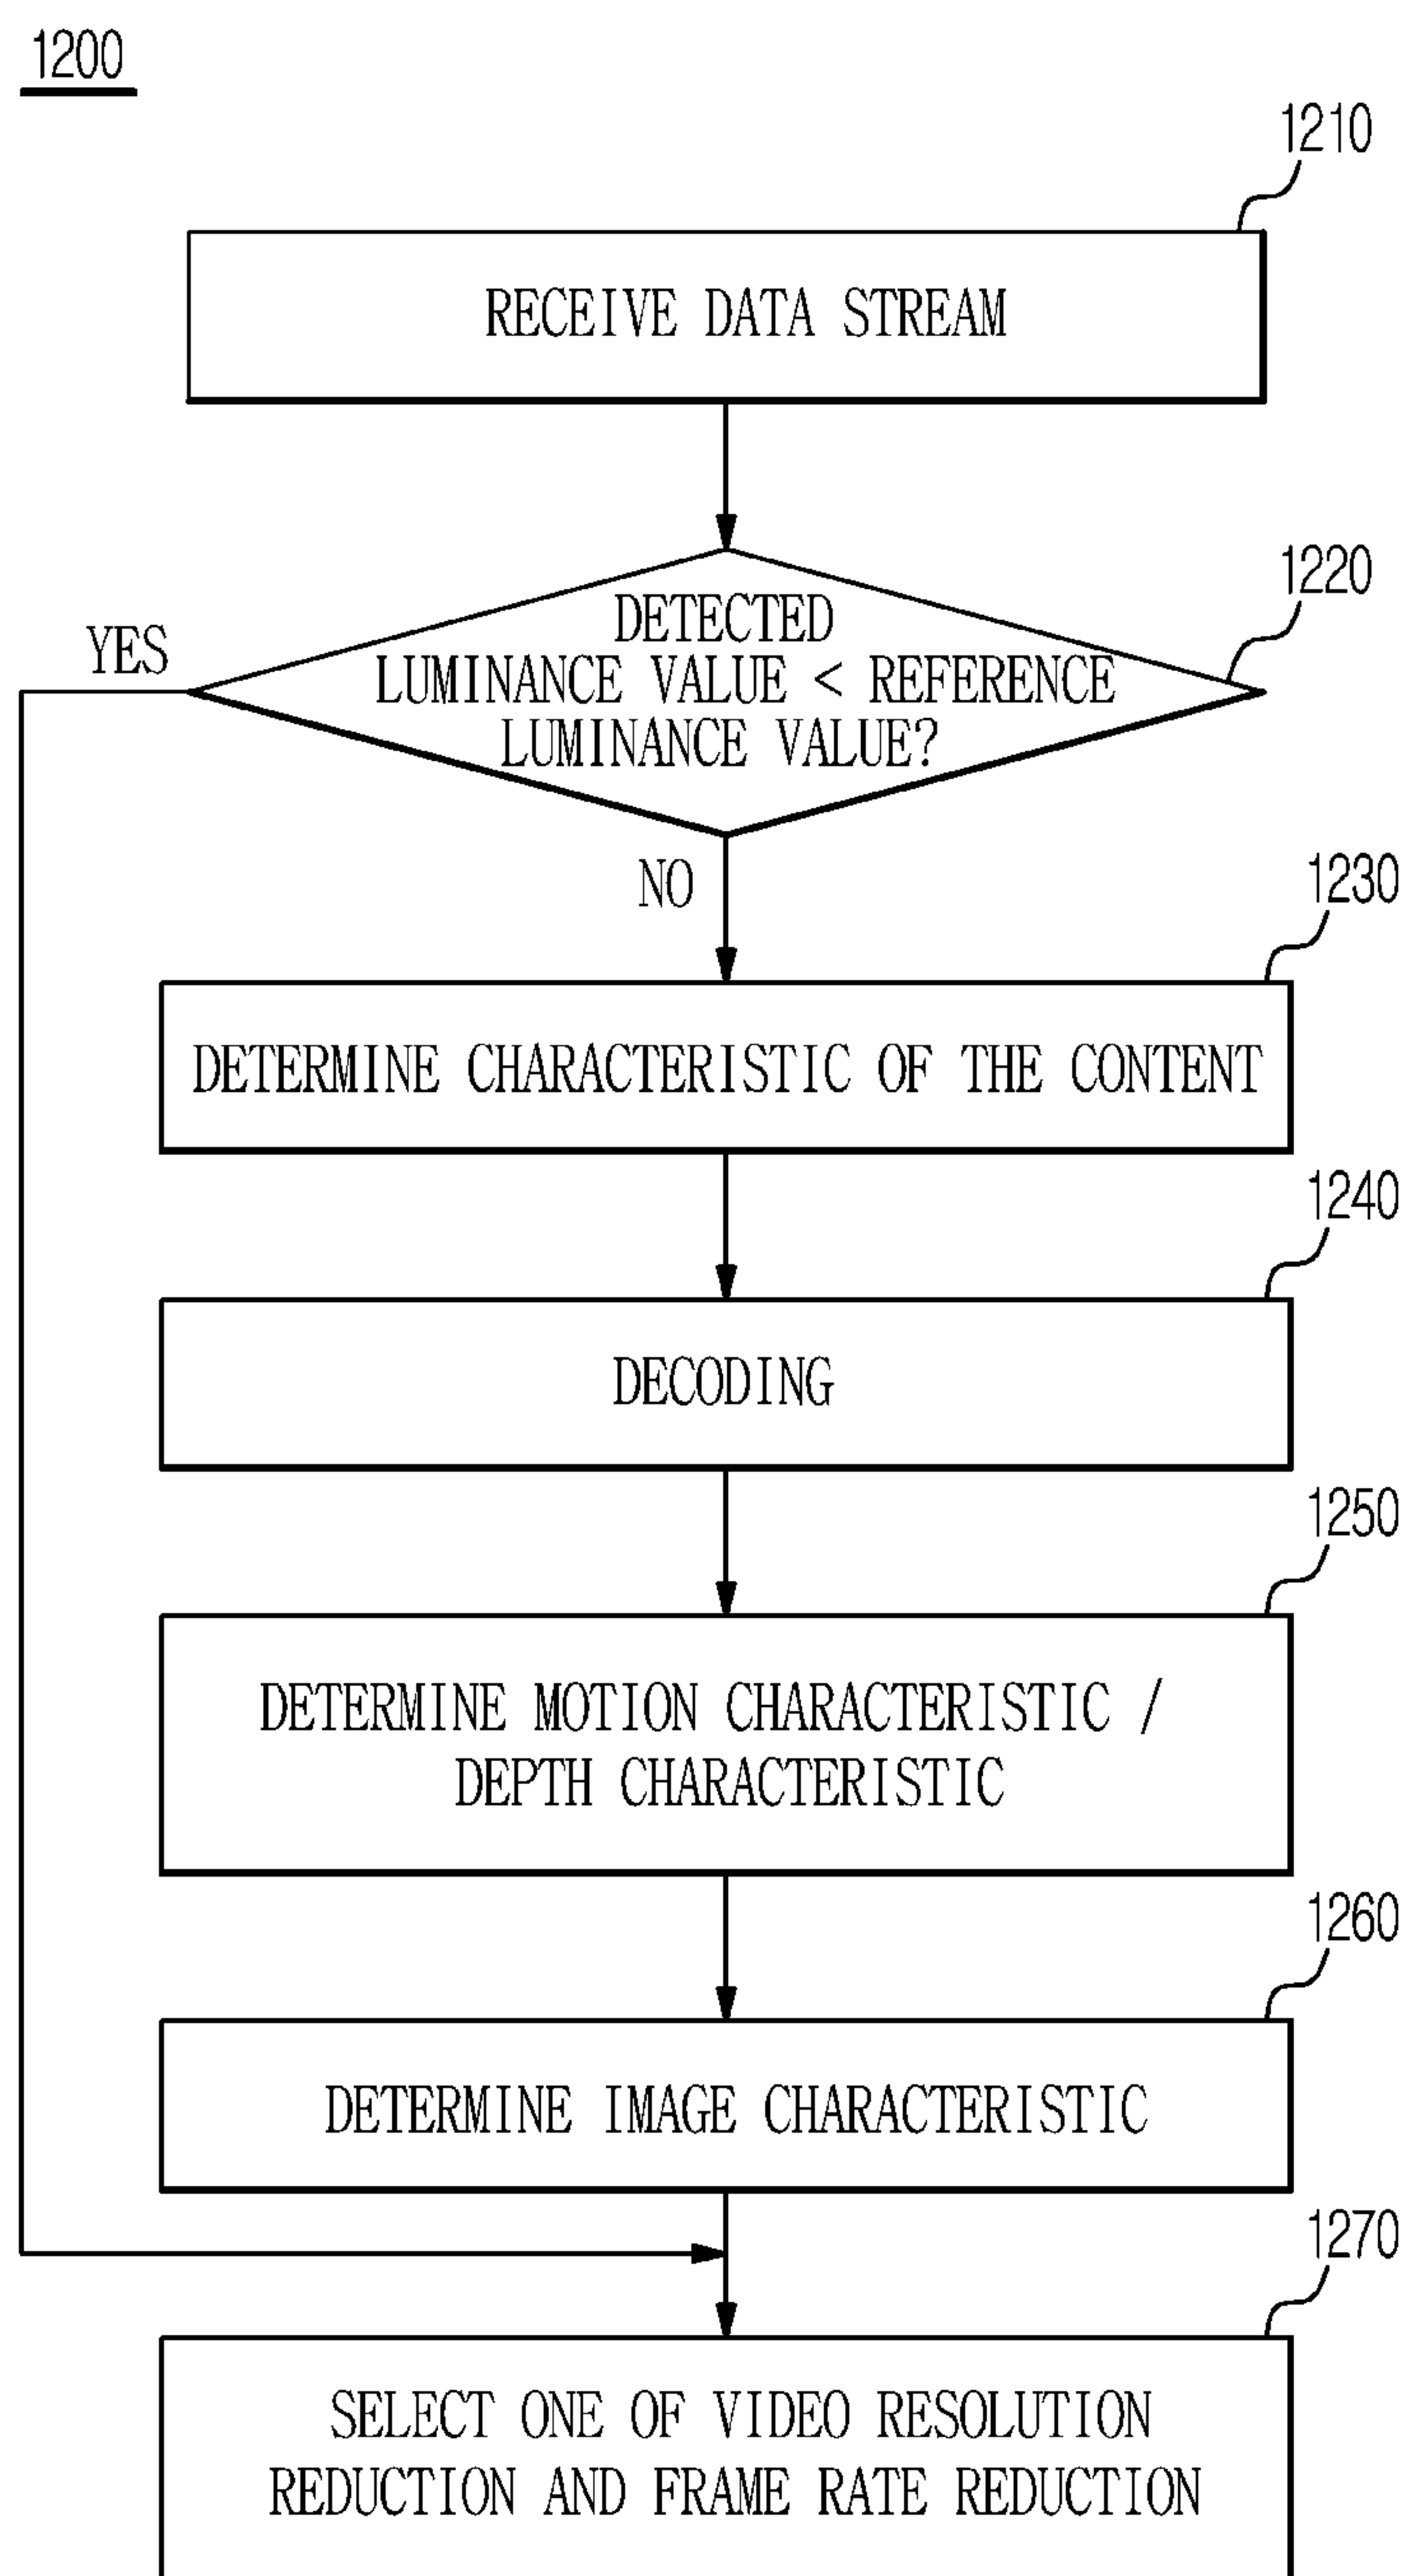 1200
1210
RECEIVE DATA STREAM
1220
DETECTED
LUMINANCE VALUE < REFERENCE
LUMINANCE VALUE?
YES
NO
1230
DETERMINE CHARACTERISTIC OF THE CONTENT
1240
DECODING
1250
DETERMINE MOTION CHARACTERISTIC /
DEPTH CHARACTERISTIC
1260
DETERMINE IMAGE CHARACTERISTIC
1270
SELECT ONE OF VIDEO RESOLUTION
REDUCTION AND FRAME RATE REDUCTION